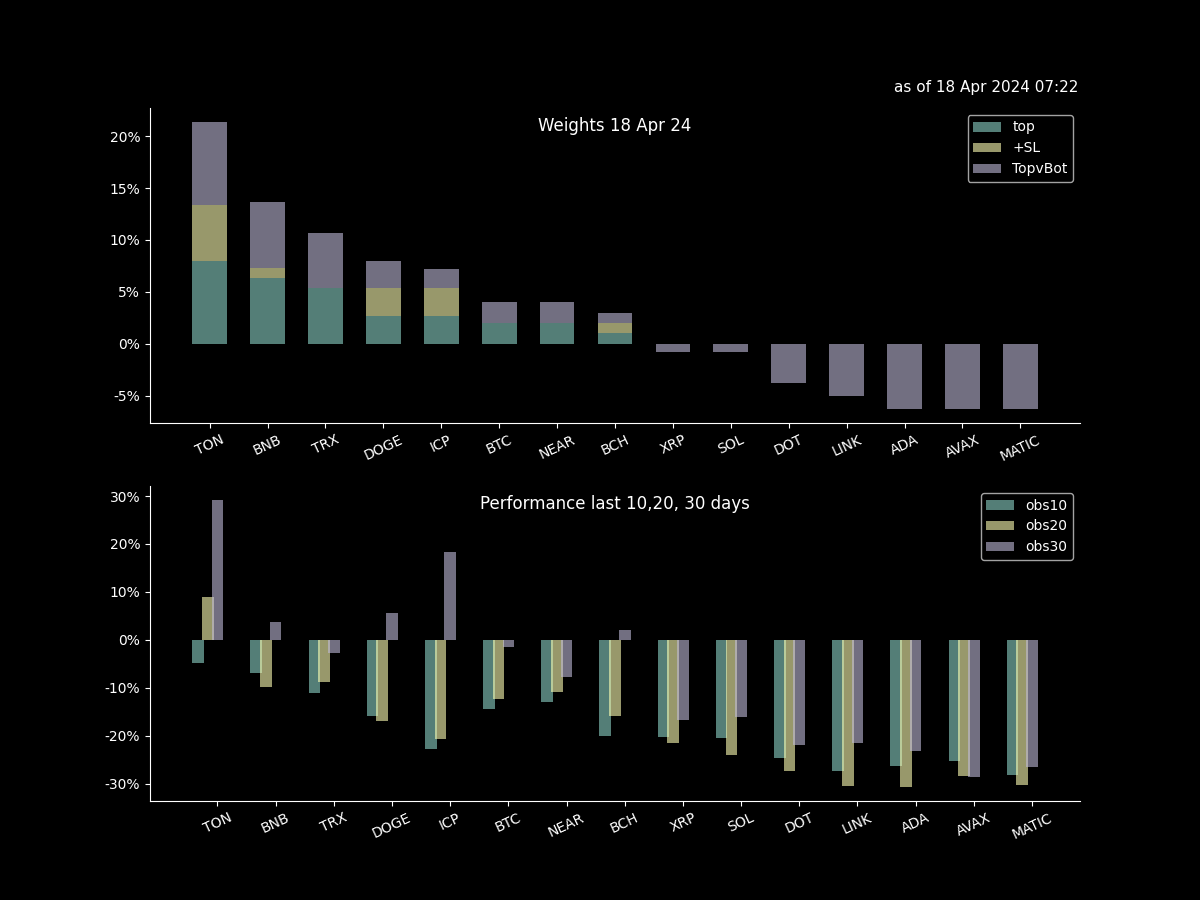 as of 18 Apr 2024 07:22
Weights 18 Apr 24
top
+SL
TopvBot
20%
15%
10%
5%
0%
-5%
TON BNB TRX DOGE ICP BTC NEAR BCH XRP SOL DOT LINK ADA AVAX MATIC
Performance last 10,20, 30 days
obs10
obs20
obs30
30%
20%
10%
0%
-10%
-20%
-30%
TON BNB TRX DOGE ICP BTC NEAR BCH XRP SOL DOT LINK ADA AVAX MATIC